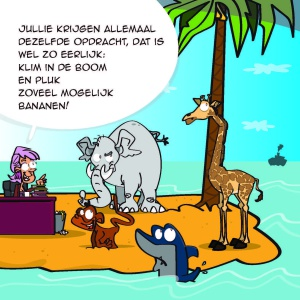 JULLIE KRIJGEN ALLEMAAL
DEZELFDE OPDRACHT, DAT IS
WEL ZO EERLIJK:
KLIM IN DE BOOM
EN PLUK
ZOVEEL MOGELIJK
BANANEN!